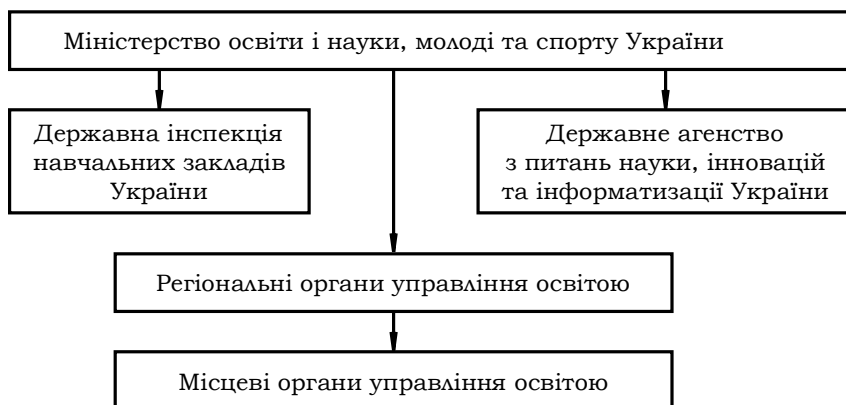 Міністерство освіти і науки, молоді та спорту України
Державна інспекція
навчальних закладів
України
Державне агенство
з питань науки, інновацій
та інформатизації України
Регіональні органи управління освітою
Місцеві органи управління освітою